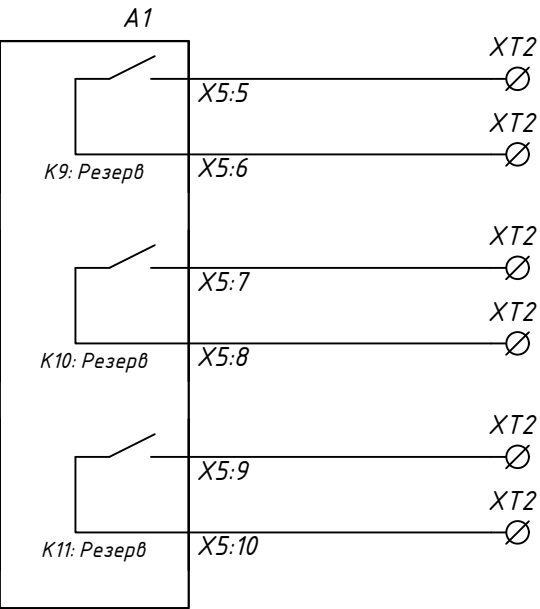 A1
XT2
X5:5
XT2
K9: Резерв
X5:6
XT2
X5:7
XT2
K10: Резерв
X5:8
XT2
X5:9
XT2
K11: Резерв
X5:10